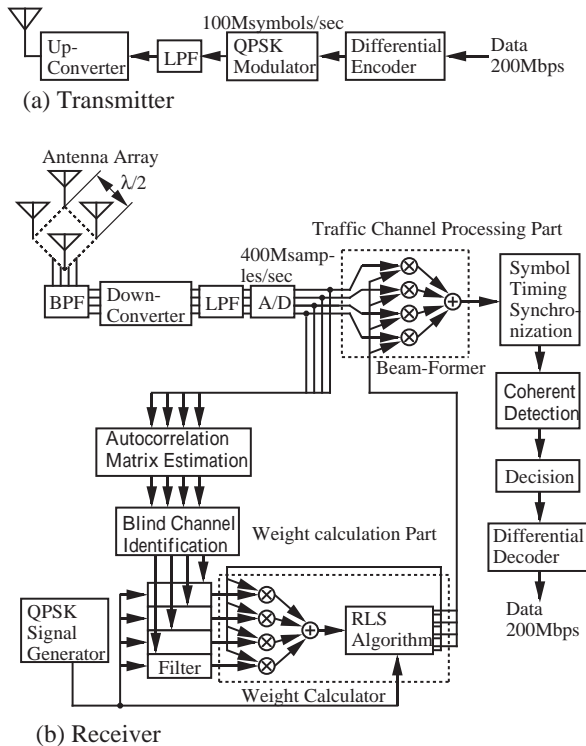 100Msymbols/sec
Up-
Converter
LPF
QPSK
Modulator
Differential
Encoder
Data
200Mbps
(a) Transmitter
Antenna Array
λ/2
BPF
Down-
Converter
LPF
A/D
400Msamp-
les/sec
Traffic Channel Processing Part
Beam-Former
Symbol
Timing
Synchro-
nization
Coherent
Detection
Decision
Differential
Decoder
Data
200Mbps
Autocorrelation
Matrix Estimation
Blind Channel
Identification
Weight calculation Part
QPSK
Signal
Generator
Filter
RLS
Algorithm
Weight Calculator
(b) Receiver